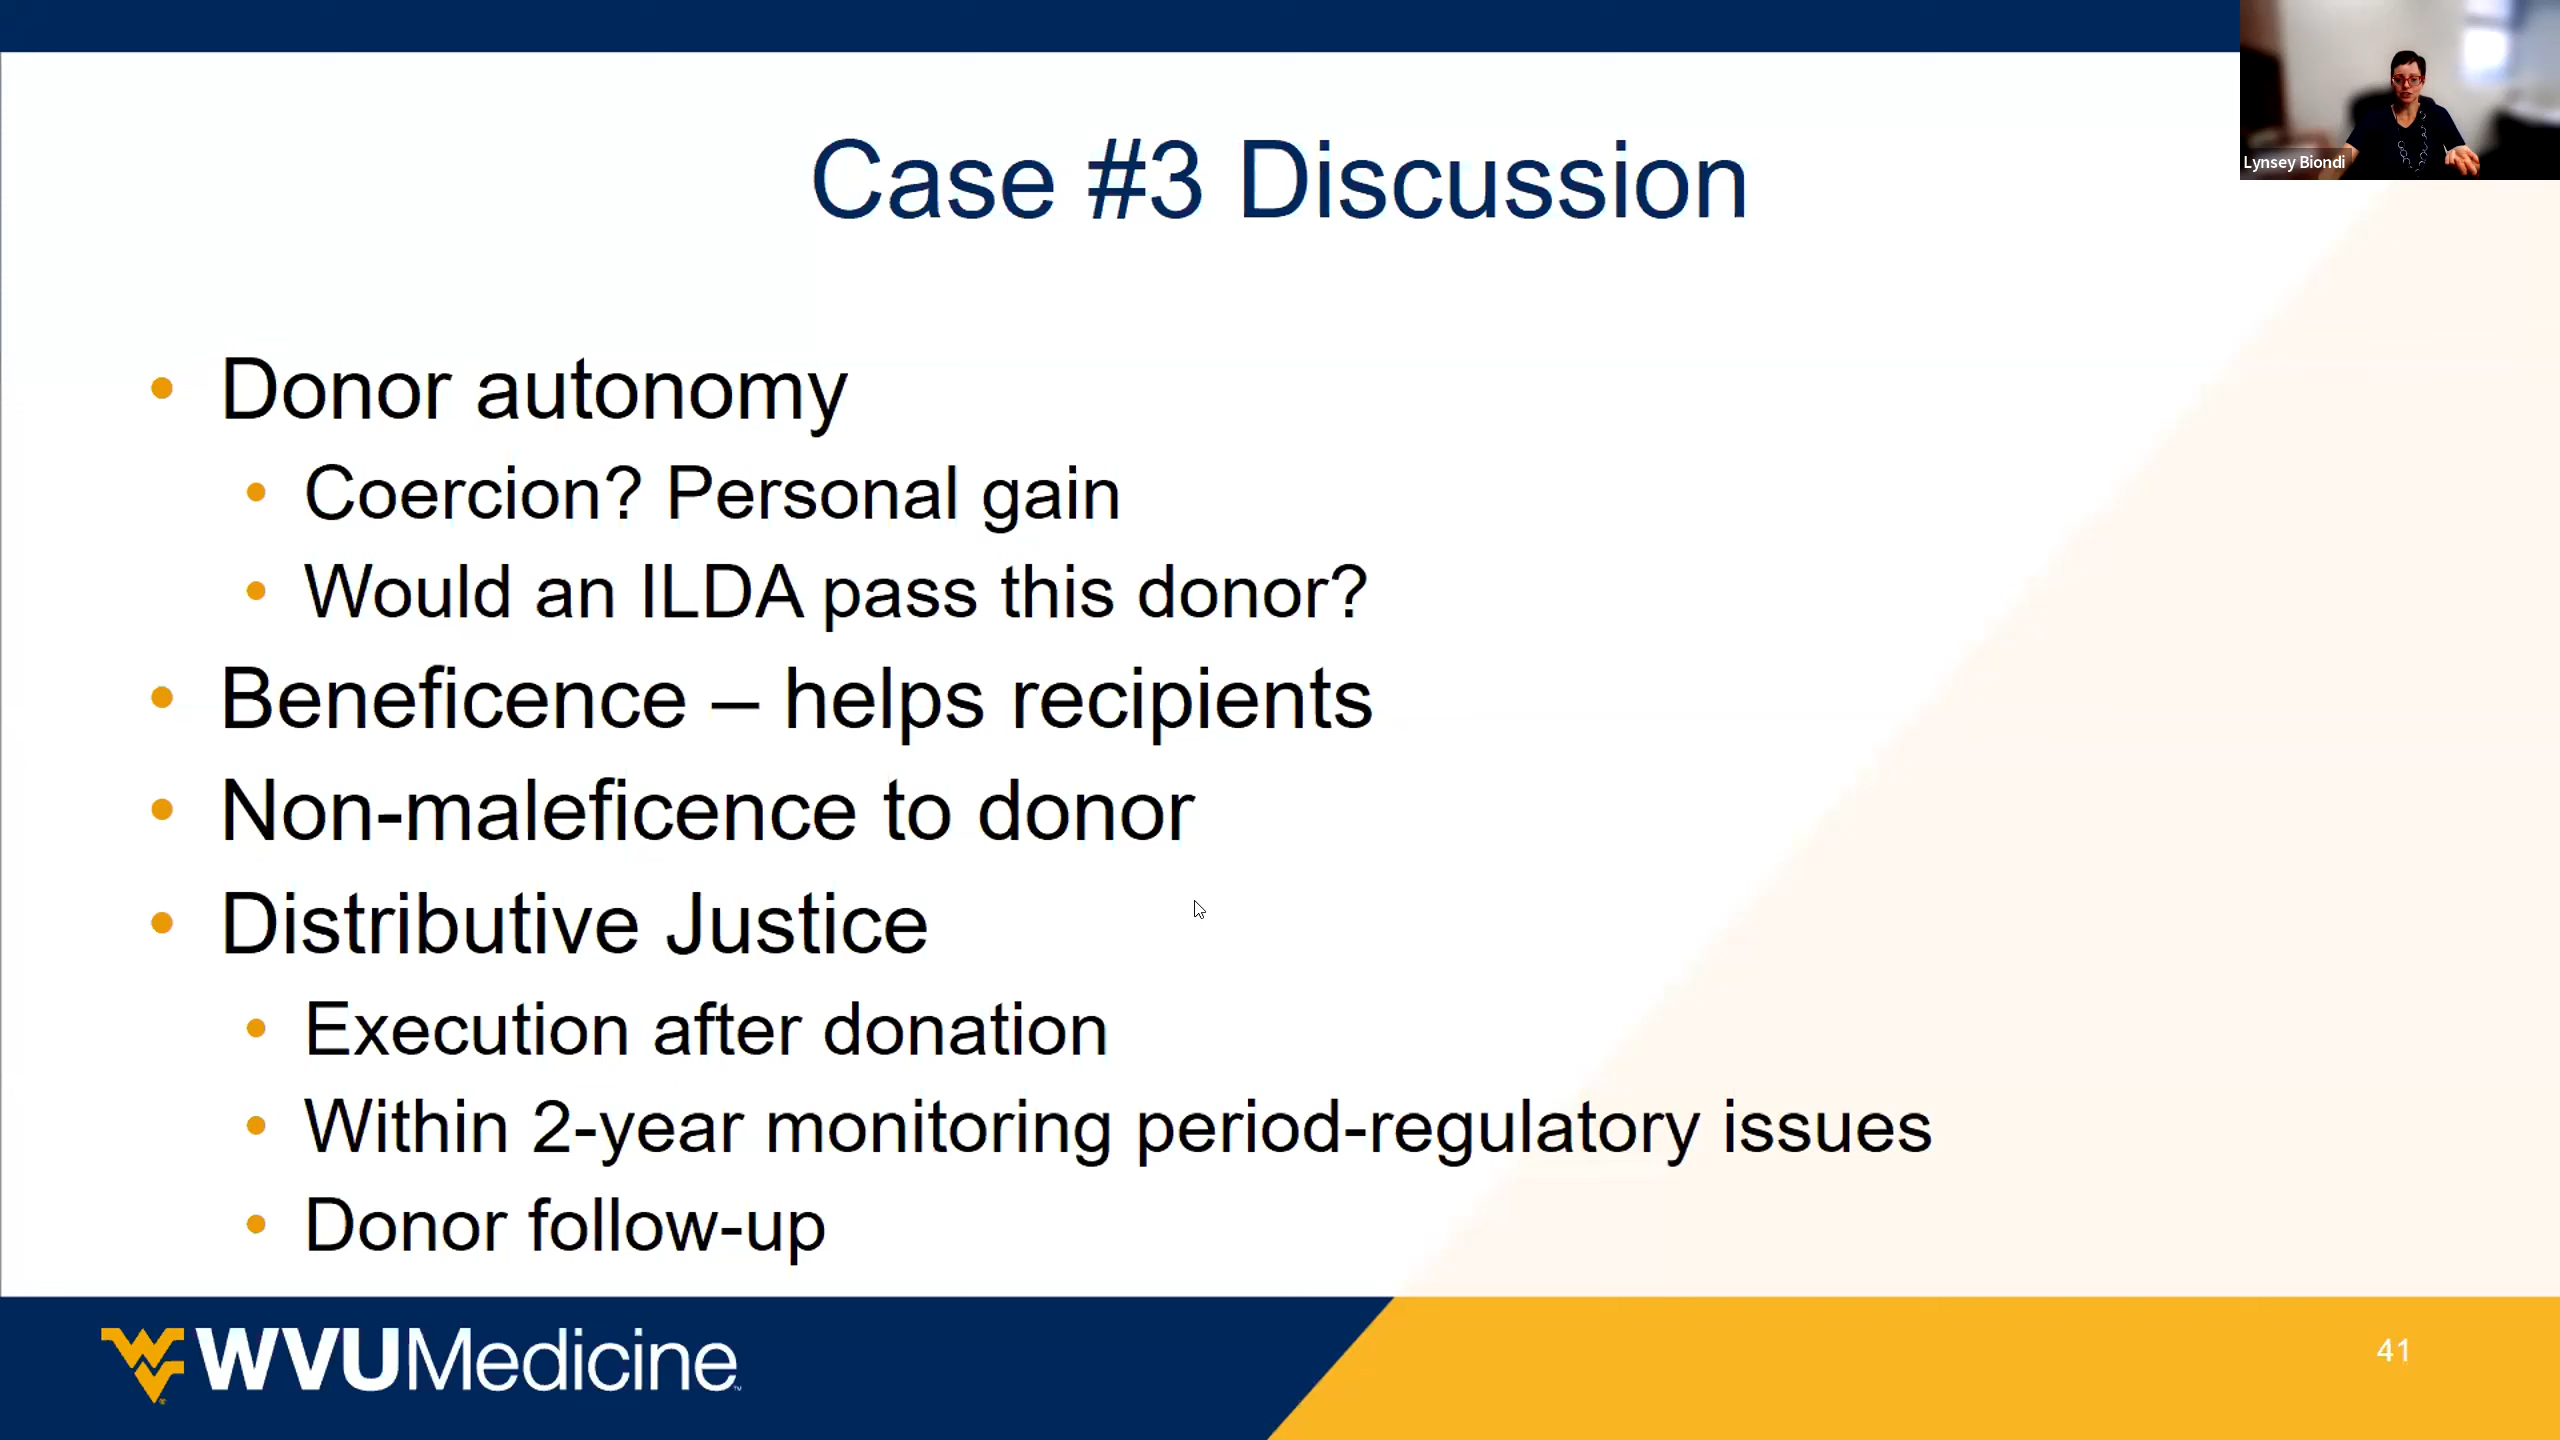 Lynsey Biondi
Case #3 Discussion
• Donor autonomy
• Coercion? Personal gain
• Would an ILDA pass this donor?
• Beneficence – helps recipients
• Non-maleficence to donor
• Distributive Justice
• Execution after donation
• Within 2-year monitoring period-regulatory issues
• Donor follow-up
WVUMedicine™
41